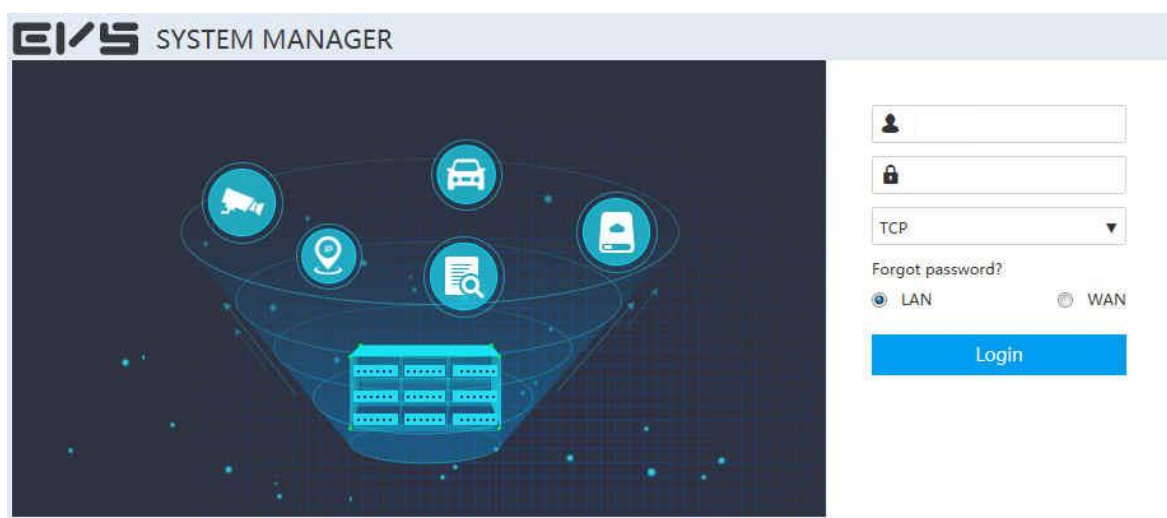 EVS SYSTEM MANAGER
TCP
Forgot password?
LAN WAN
Login